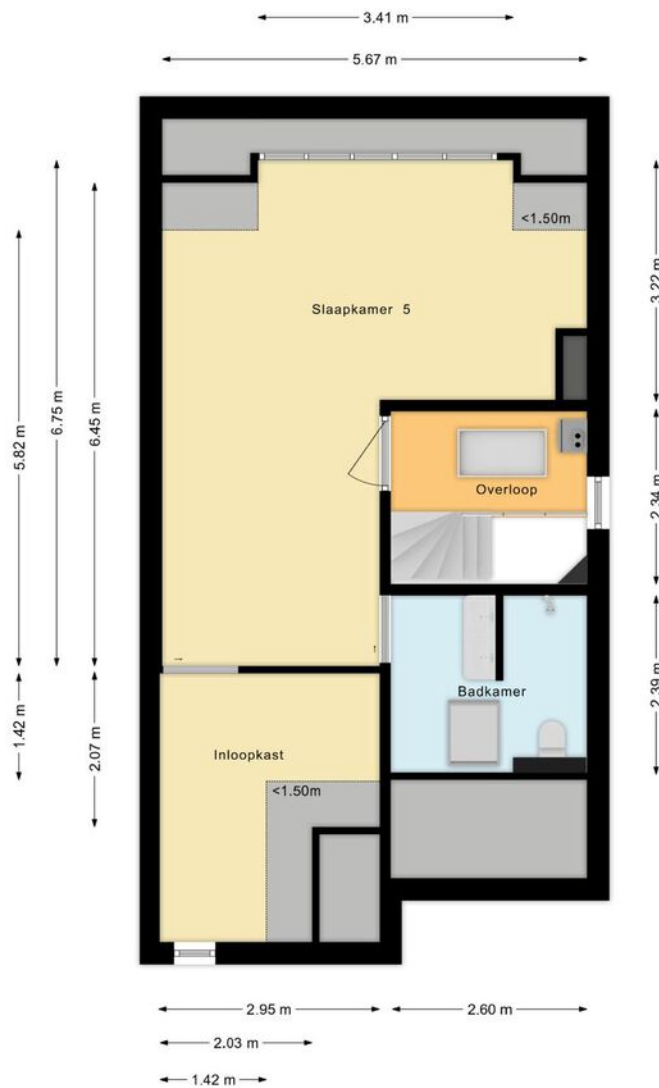 3.41 m
5.67 m
<1.50m
Slaapkamer 5
3.22 m
5.82 m
6.75 m
6.45 m
Overloop
2.34 m
Badkamer
2.39 m
1.42 m
2.07 m
Inloopkast
<1.50m
2.95 m
2.60 m
2.03 m
1.42 m